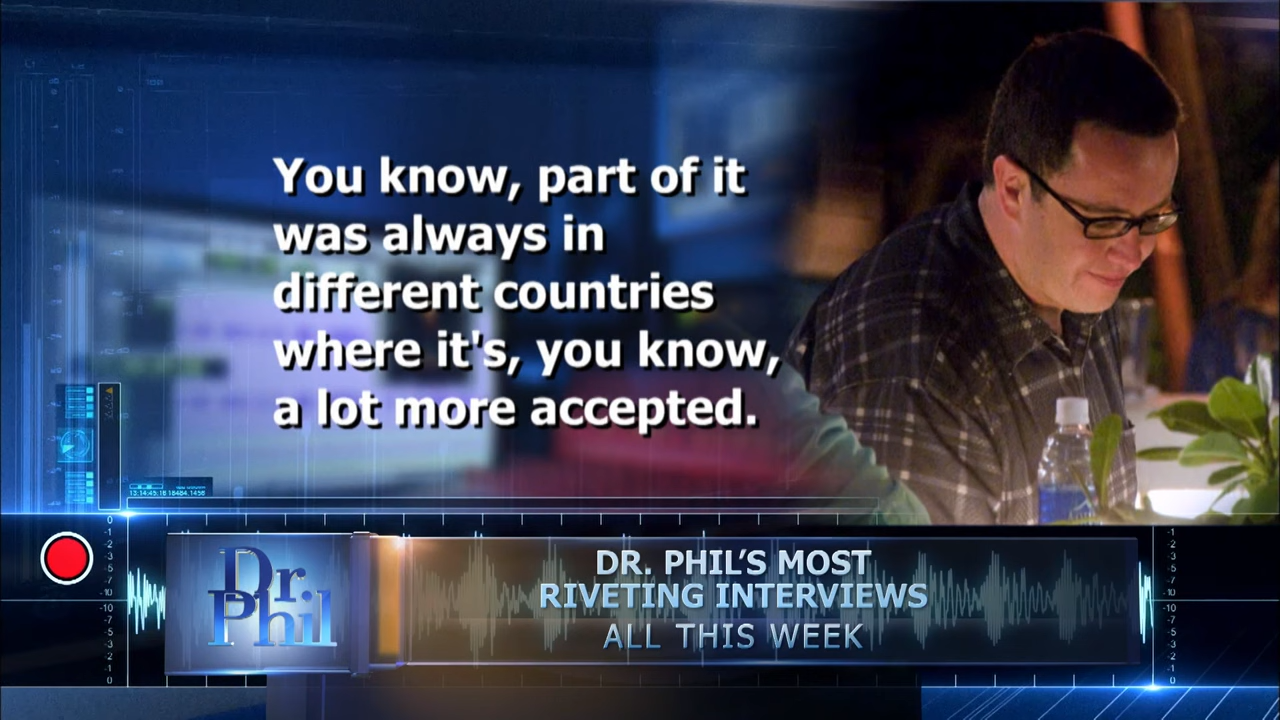 You know, part of it
was always in
different countries
where it's, you know,
a lot more accepted.
Dr.
Phil
DR. PHIL'S MOST
RIVETING INTERVIEWS
ALL THIS WEEK